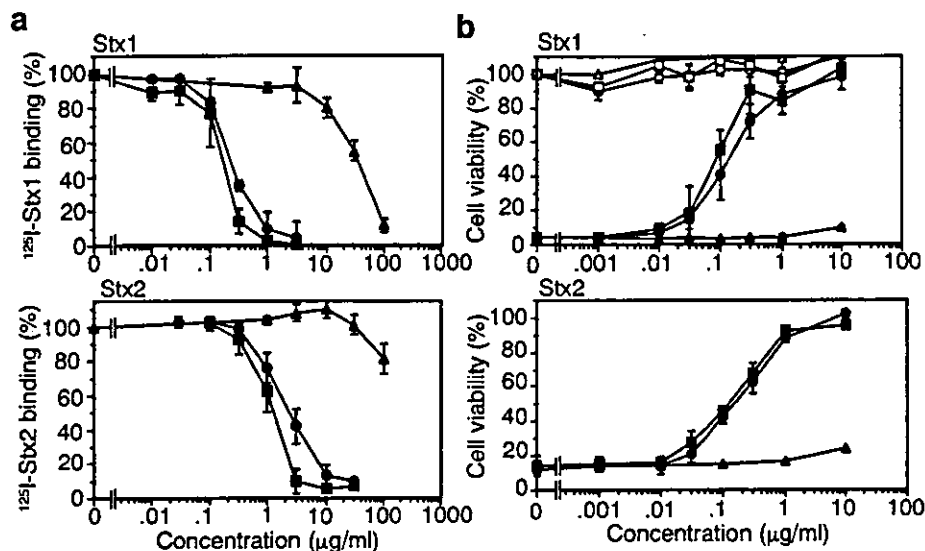 a
Stx1
¹²⁵I-Stx1 binding (%)
100
80
60
40
20
0
0 .01 .1 1 10 100 1000
Stx2
¹²⁵I-Stx2 binding (%)
100
80
60
40
20
0
0 .01 .1 1 10 100 1000
Concentration (µg/ml)
b
Stx1
Cell viability (%)
100
80
60
40
20
0
0 .001 .01 .1 1 10 100
Stx2
Cell viability (%)
100
80
60
40
20
0
0 .001 .01 .1 1 10 100
Concentration (µg/ml)